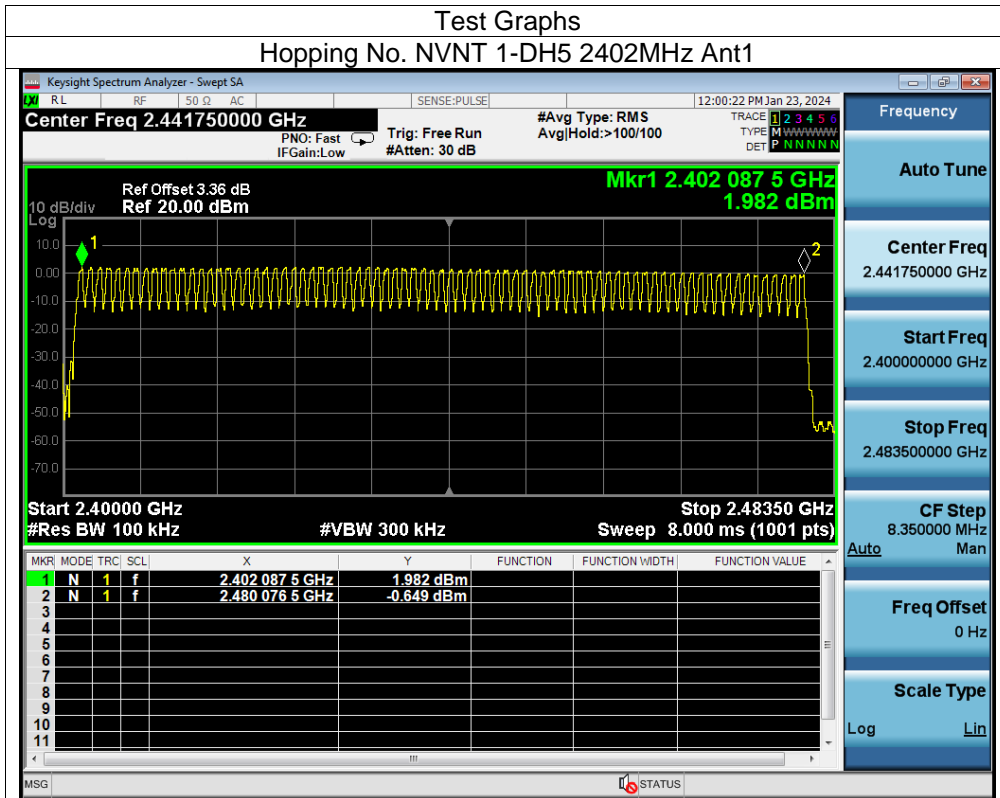 Test Graphs
Hopping No. NVNT 1-DH5 2402MHz Ant1
Keysight Spectrum Analyzer - Swept SA
LXI RL RF 50 Ω AC SENSE:PULSE 12:00:22 PM Jan 23, 2024
Center Freq 2.441750000 GHz #Avg Type: RMS TRACE 1 2 3 4 5 6
PNO: Fast Trig: Free Run Avg|Hold:>100/100 TYPE M WWWWW
IFGain:Low #Atten: 30 dB DET P N N N N N
Ref Offset 3.36 dB Mkr1 2.402 087 5 GHz
10 dB/div Ref 20.00 dBm 1.982 dBm
Log
10.0
0.00
-10.0
-20.0
-30.0
-40.0
-50.0
-60.0
-70.0
1
2
Start 2.40000 GHz Stop 2.48350 GHz
#Res BW 100 kHz #VBW 300 kHz Sweep 8.000 ms (1001 pts)
MKR MODE TRC SCL X Y FUNCTION FUNCTION WIDTH FUNCTION VALUE
1 N 1 f 2.402 087 5 GHz 1.982 dBm
2 N 1 f 2.480 076 5 GHz -0.649 dBm
3
4
5
6
7
8
9
10
11
MSG STATUS
Frequency
Auto Tune
Center Freq
2.441750000 GHz
Start Freq
2.400000000 GHz
Stop Freq
2.483500000 GHz
CF Step
8.350000 MHz
Auto Man
Freq Offset
0 Hz
Scale Type
Log Lin